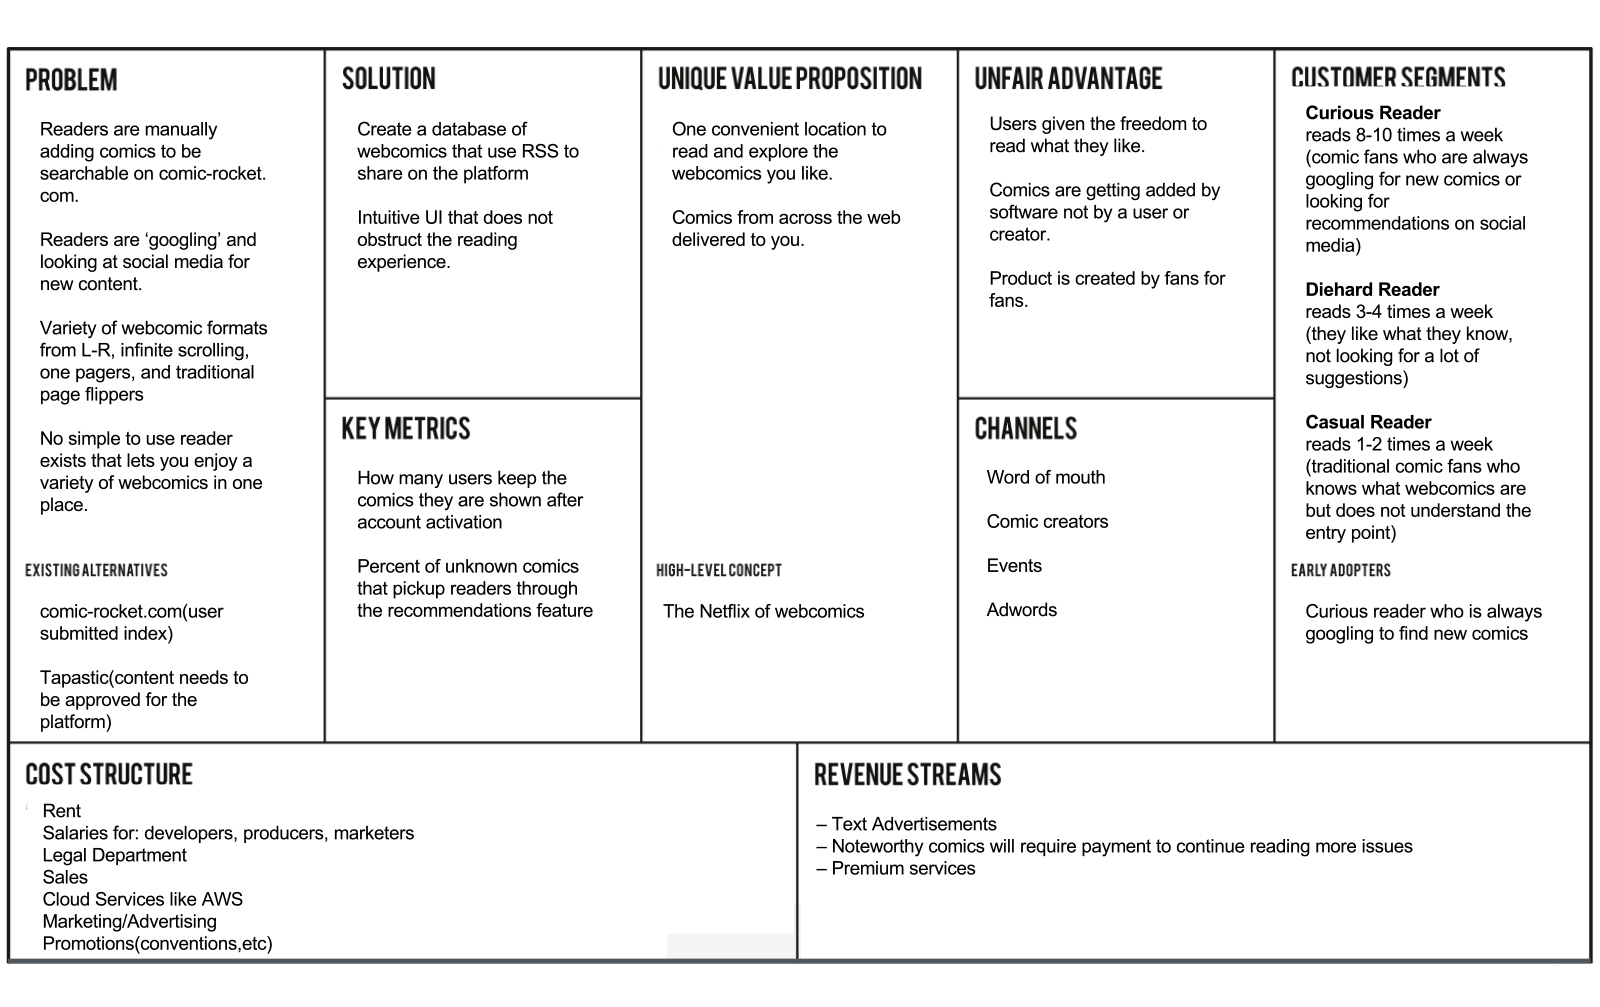 PROBLEM
Readers are manually
adding comics to be
searchable on comic-rocket.
com.
Readers are ‘googling’ and
looking at social media for
new content.
Variety of webcomic formats
from L-R, infinite scrolling,
one pagers, and traditional
page flippers
No simple to use reader
exists that lets you enjoy a
variety of webcomics in one
place.
EXISTING ALTERNATIVES
comic-rocket.com(user
submitted index)
Tapastic(content needs to
be approved for the
platform)
SOLUTION
Create a database of
webcomics that use RSS to
share on the platform
Intuitive UI that does not
obstruct the reading
experience.
KEY METRICS
How many users keep the
comics they are shown after
account activation
Percent of unknown comics
that pickup readers through
the recommendations feature
UNIQUE VALUE PROPOSITION
One convenient location to
read and explore the
webcomics you like.
Comics from across the web
delivered to you.
HIGH-LEVEL CONCEPT
The Netflix of webcomics
UNFAIR ADVANTAGE
Users given the freedom to
read what they like.
Comics are getting added by
software not by a user or
creator.
Product is created by fans for
fans.
CHANNELS
Word of mouth
Comic creators
Events
Adwords
CUSTOMER SEGMENTS
Curious Reader
reads 8-10 times a week
(comic fans who are always
googling for new comics or
looking for
recommendations on social
media)
Diehard Reader
reads 3-4 times a week
(they like what they know,
not looking for a lot of
suggestions)
Casual Reader
reads 1-2 times a week
(traditional comic fans who
knows what webcomics are
but does not understand the
entry point)
EARLY ADOPTERS
Curious reader who is always
googling to find new comics
COST STRUCTURE
Rent
Salaries for: developers, producers, marketers
Legal Department
Sales
Cloud Services like AWS
Marketing/Advertising
Promotions(conventions,etc)
REVENUE STREAMS
– Text Advertisements
– Noteworthy comics will require payment to continue reading more issues
– Premium services